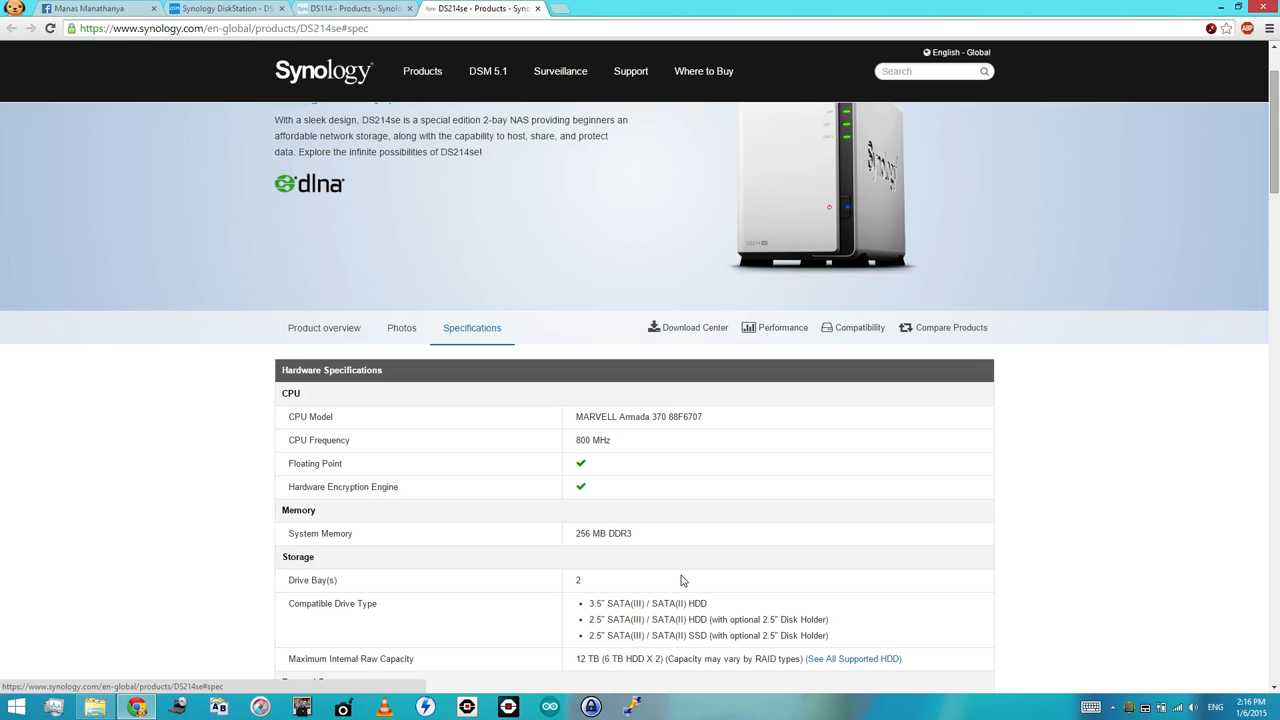 Manas Manathanya
Synology DiskStation - DS
DS114 - Products - Synol
DS214se - Products - Syno
https://www.synology.com/en-global/products/DS214se#spec
ABP
English - Global
Synology
Products
DSM 5.1
Surveillance
Support
Where to Buy
Search
With a sleek design, DS214se is a special edition 2-bay NAS providing beginners an
affordable network storage, along with the capability to host, share, and protect
data. Explore the infinite possibilities of DS214se!
dlna
Synology
Product overview
Photos
Specifications
Download Center
Performance
Compatibility
Compare Products
Hardware Specifications
CPU
CPU Model
MARVELL Armada 370 88F6707
CPU Frequency
800 MHz
Floating Point
Hardware Encryption Engine
Memory
System Memory
256 MB DDR3
Storage
Drive Bay(s)
2
Compatible Drive Type
• 3.5" SATA(III) / SATA(II) HDD
• 2.5" SATA(III) / SATA(II) HDD (with optional 2.5" Disk Holder)
• 2.5" SATA(III) / SATA(II) SSD (with optional 2.5" Disk Holder)
Maximum Internal Raw Capacity
12 TB (6 TB HDD X 2) (Capacity may vary by RAID types) (See All Supported HDD)
https://www.synology.com/en-global/products/DS214se#spec
ENG
2:16 PM
1/6/2015